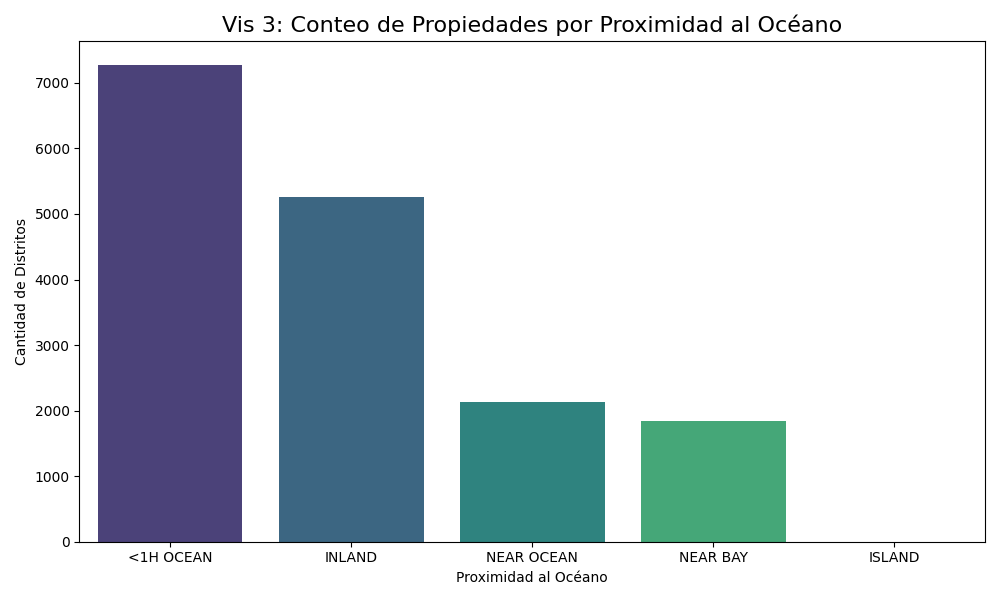 Vis 3: Conteo de Propiedades por Proximidad al Océano
Cantidad de Distritos
7000
6000
5000
4000
3000
2000
1000
0
<1H OCEAN
INLAND
NEAR OCEAN
NEAR BAY
ISLAND
Proximidad al Océano